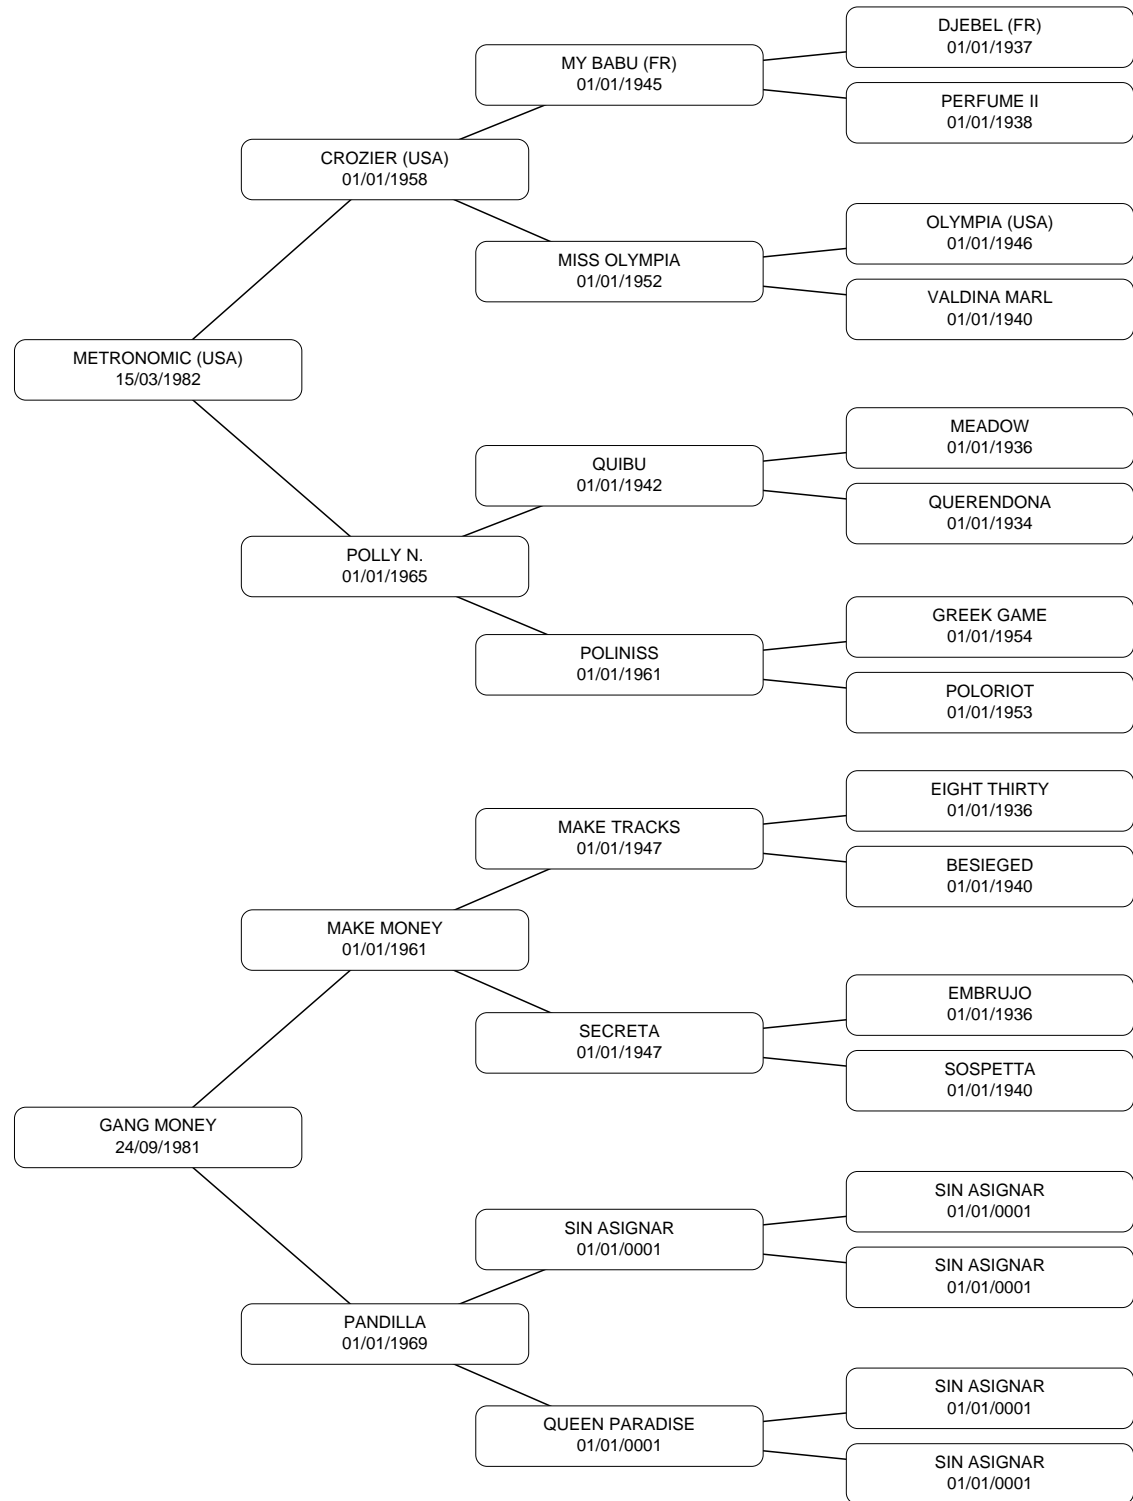 DJEBEL (FR)
01/01/1937
MY BABU (FR)
01/01/1945
PERFUME II
01/01/1938
CROZIER (USA)
01/01/1958
OLYMPIA (USA)
01/01/1946
MISS OLYMPIA
01/01/1952
VALDINA MARL
01/01/1940
METRONOMIC (USA)
15/03/1982
MEADOW
01/01/1936
QUIBU
01/01/1942
QUERENDONA
01/01/1934
POLLY N.
01/01/1965
GREEK GAME
01/01/1954
POLINISS
01/01/1961
POLORIOT
01/01/1953
EIGHT THIRTY
01/01/1936
MAKE TRACKS
01/01/1947
BESIEGED
01/01/1940
MAKE MONEY
01/01/1961
EMBRUJO
01/01/1936
SECRETA
01/01/1947
SOSPETTA
01/01/1940
GANG MONEY
24/09/1981
SIN ASIGNAR
01/01/0001
SIN ASIGNAR
01/01/0001
SIN ASIGNAR
01/01/0001
PANDILLA
01/01/1969
SIN ASIGNAR
01/01/0001
QUEEN PARADISE
01/01/0001
SIN ASIGNAR
01/01/0001